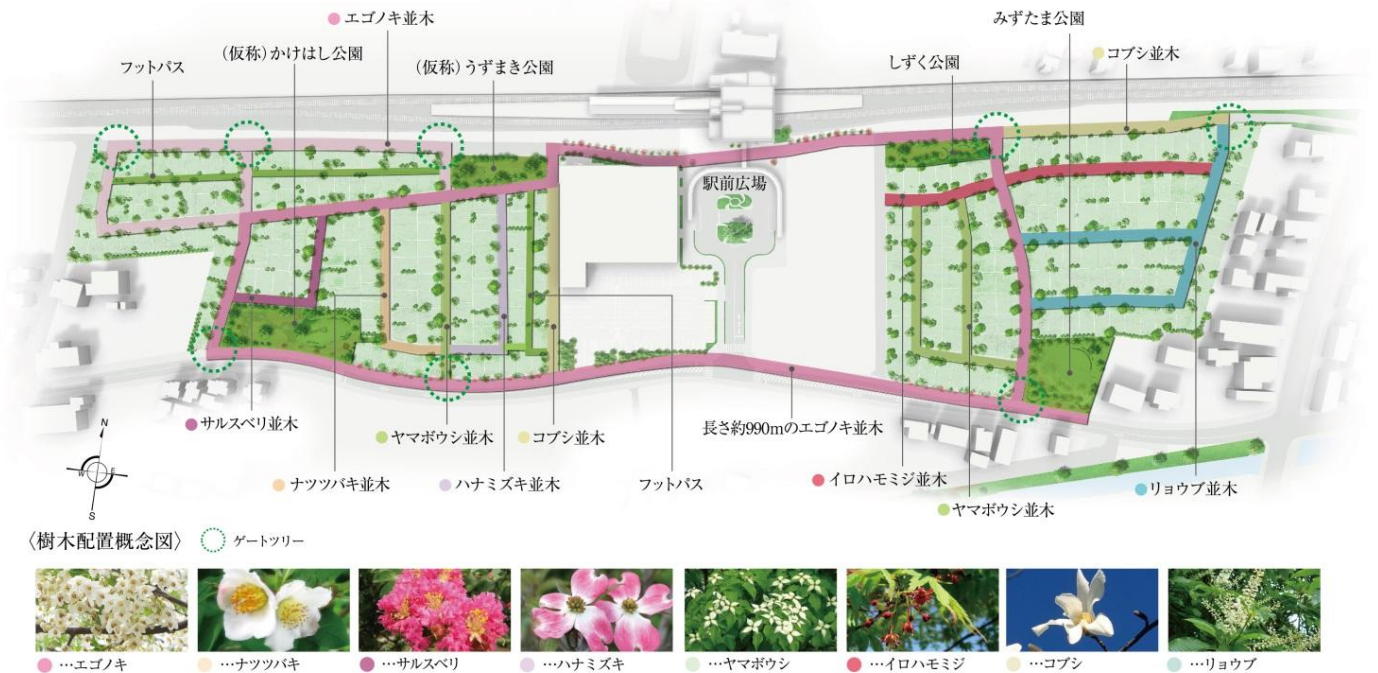 エゴノキ並木
みずたま公園
(仮称)かけはし公園
フットパス
(仮称)うずまき公園
しずく公園
コブシ並木
駅前広場
サルスベリ並木
ヤマボウシ並木
コブシ並木
長さ約990mのエゴノキ並木
ナツツバキ並木
ハナミズキ並木
フットパス
イロハモミジ並木
リョウブ並木
ヤマボウシ並木
N
W E
S
〈樹木配置概念図〉 ゲートツリー
…エゴノキ
…ナツツバキ
…サルスベリ
…ハナミズキ
…ヤマボウシ
…イロハモミジ
…コブシ
…リョウブ